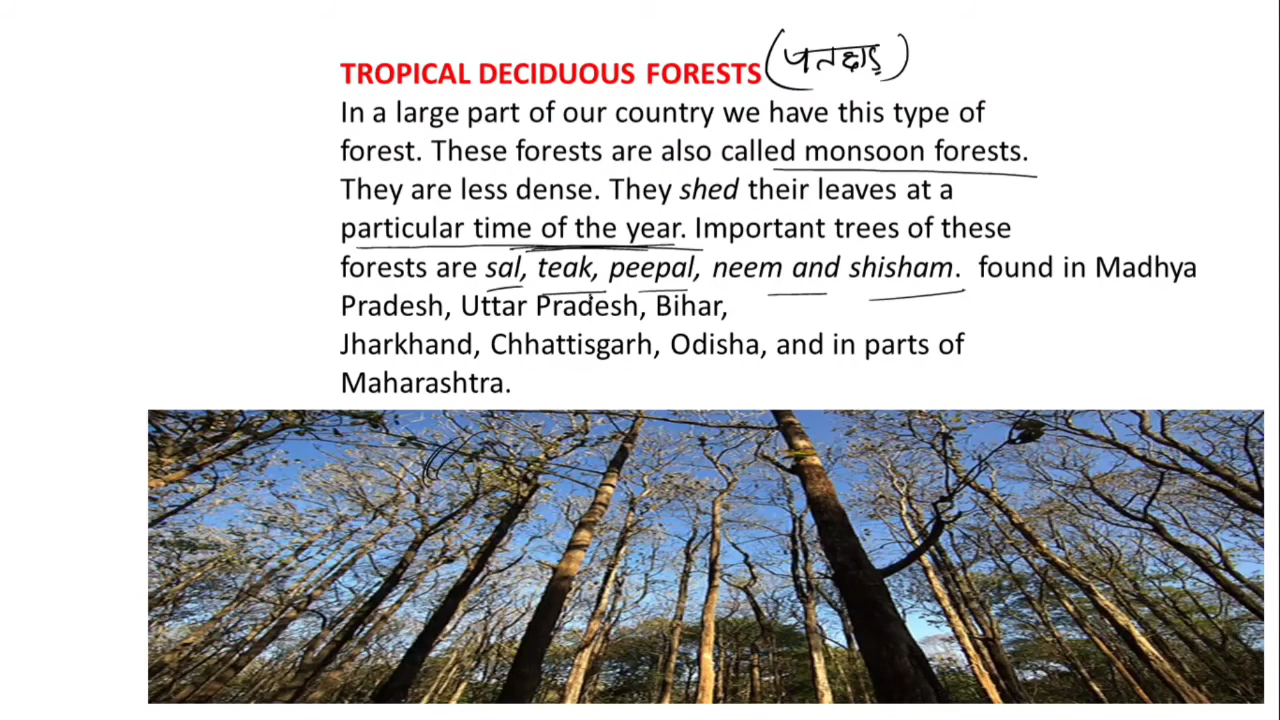 TROPICAL DECIDUOUS FORESTS (पतझड़)
In a large part of our country we have this type of
forest. These forests are also called monsoon forests.
They are less dense. They shed their leaves at a
particular time of the year. Important trees of these
forests are sal, teak, peepal, neem and shisham. found in Madhya
Pradesh, Uttar Pradesh, Bihar,
Jharkhand, Chhattisgarh, Odisha, and in parts of
Maharashtra.